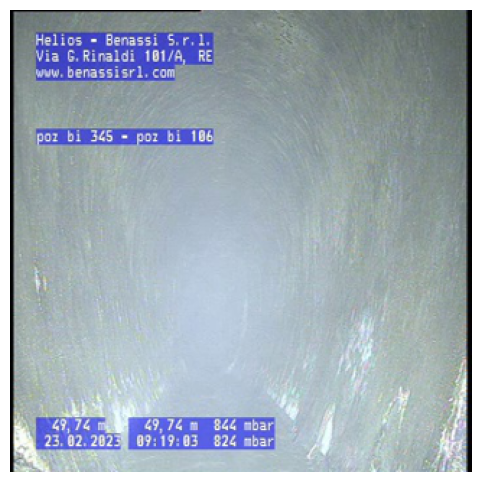 Helios - Benassi S.r.l.
Via G.Rinaldi 101/A, RE
www.benassisrl.com
poz bi 345 - poz bi 106
49,74 m 49,74 m 844 mbar
23.02.2023 09:19:03 824 mbar